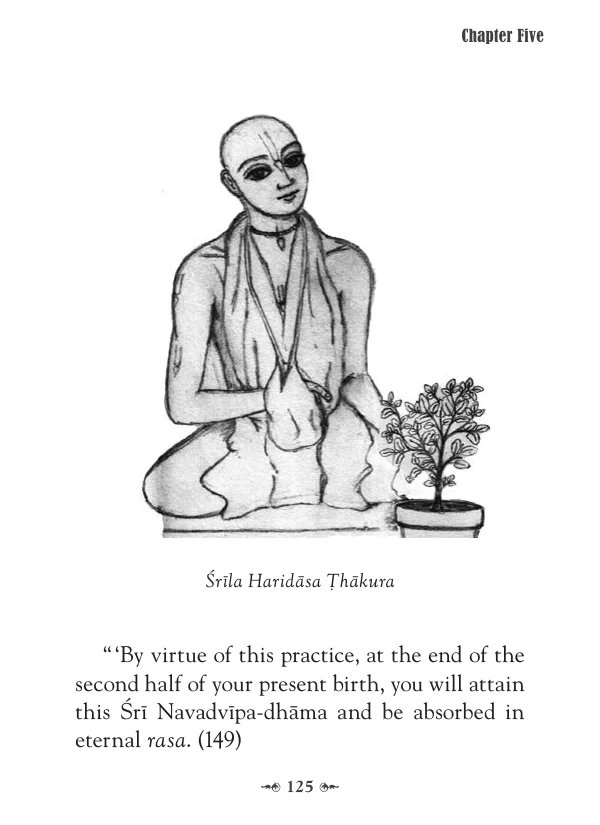 Chapter Five
Śrīla Haridāsa Ṭhākura
“ ‘By virtue of this practice, at the end of the
second half of your present birth, you will attain
this Śrī Navadvīpa-dhāma and be absorbed in
eternal rasa. (149)
125